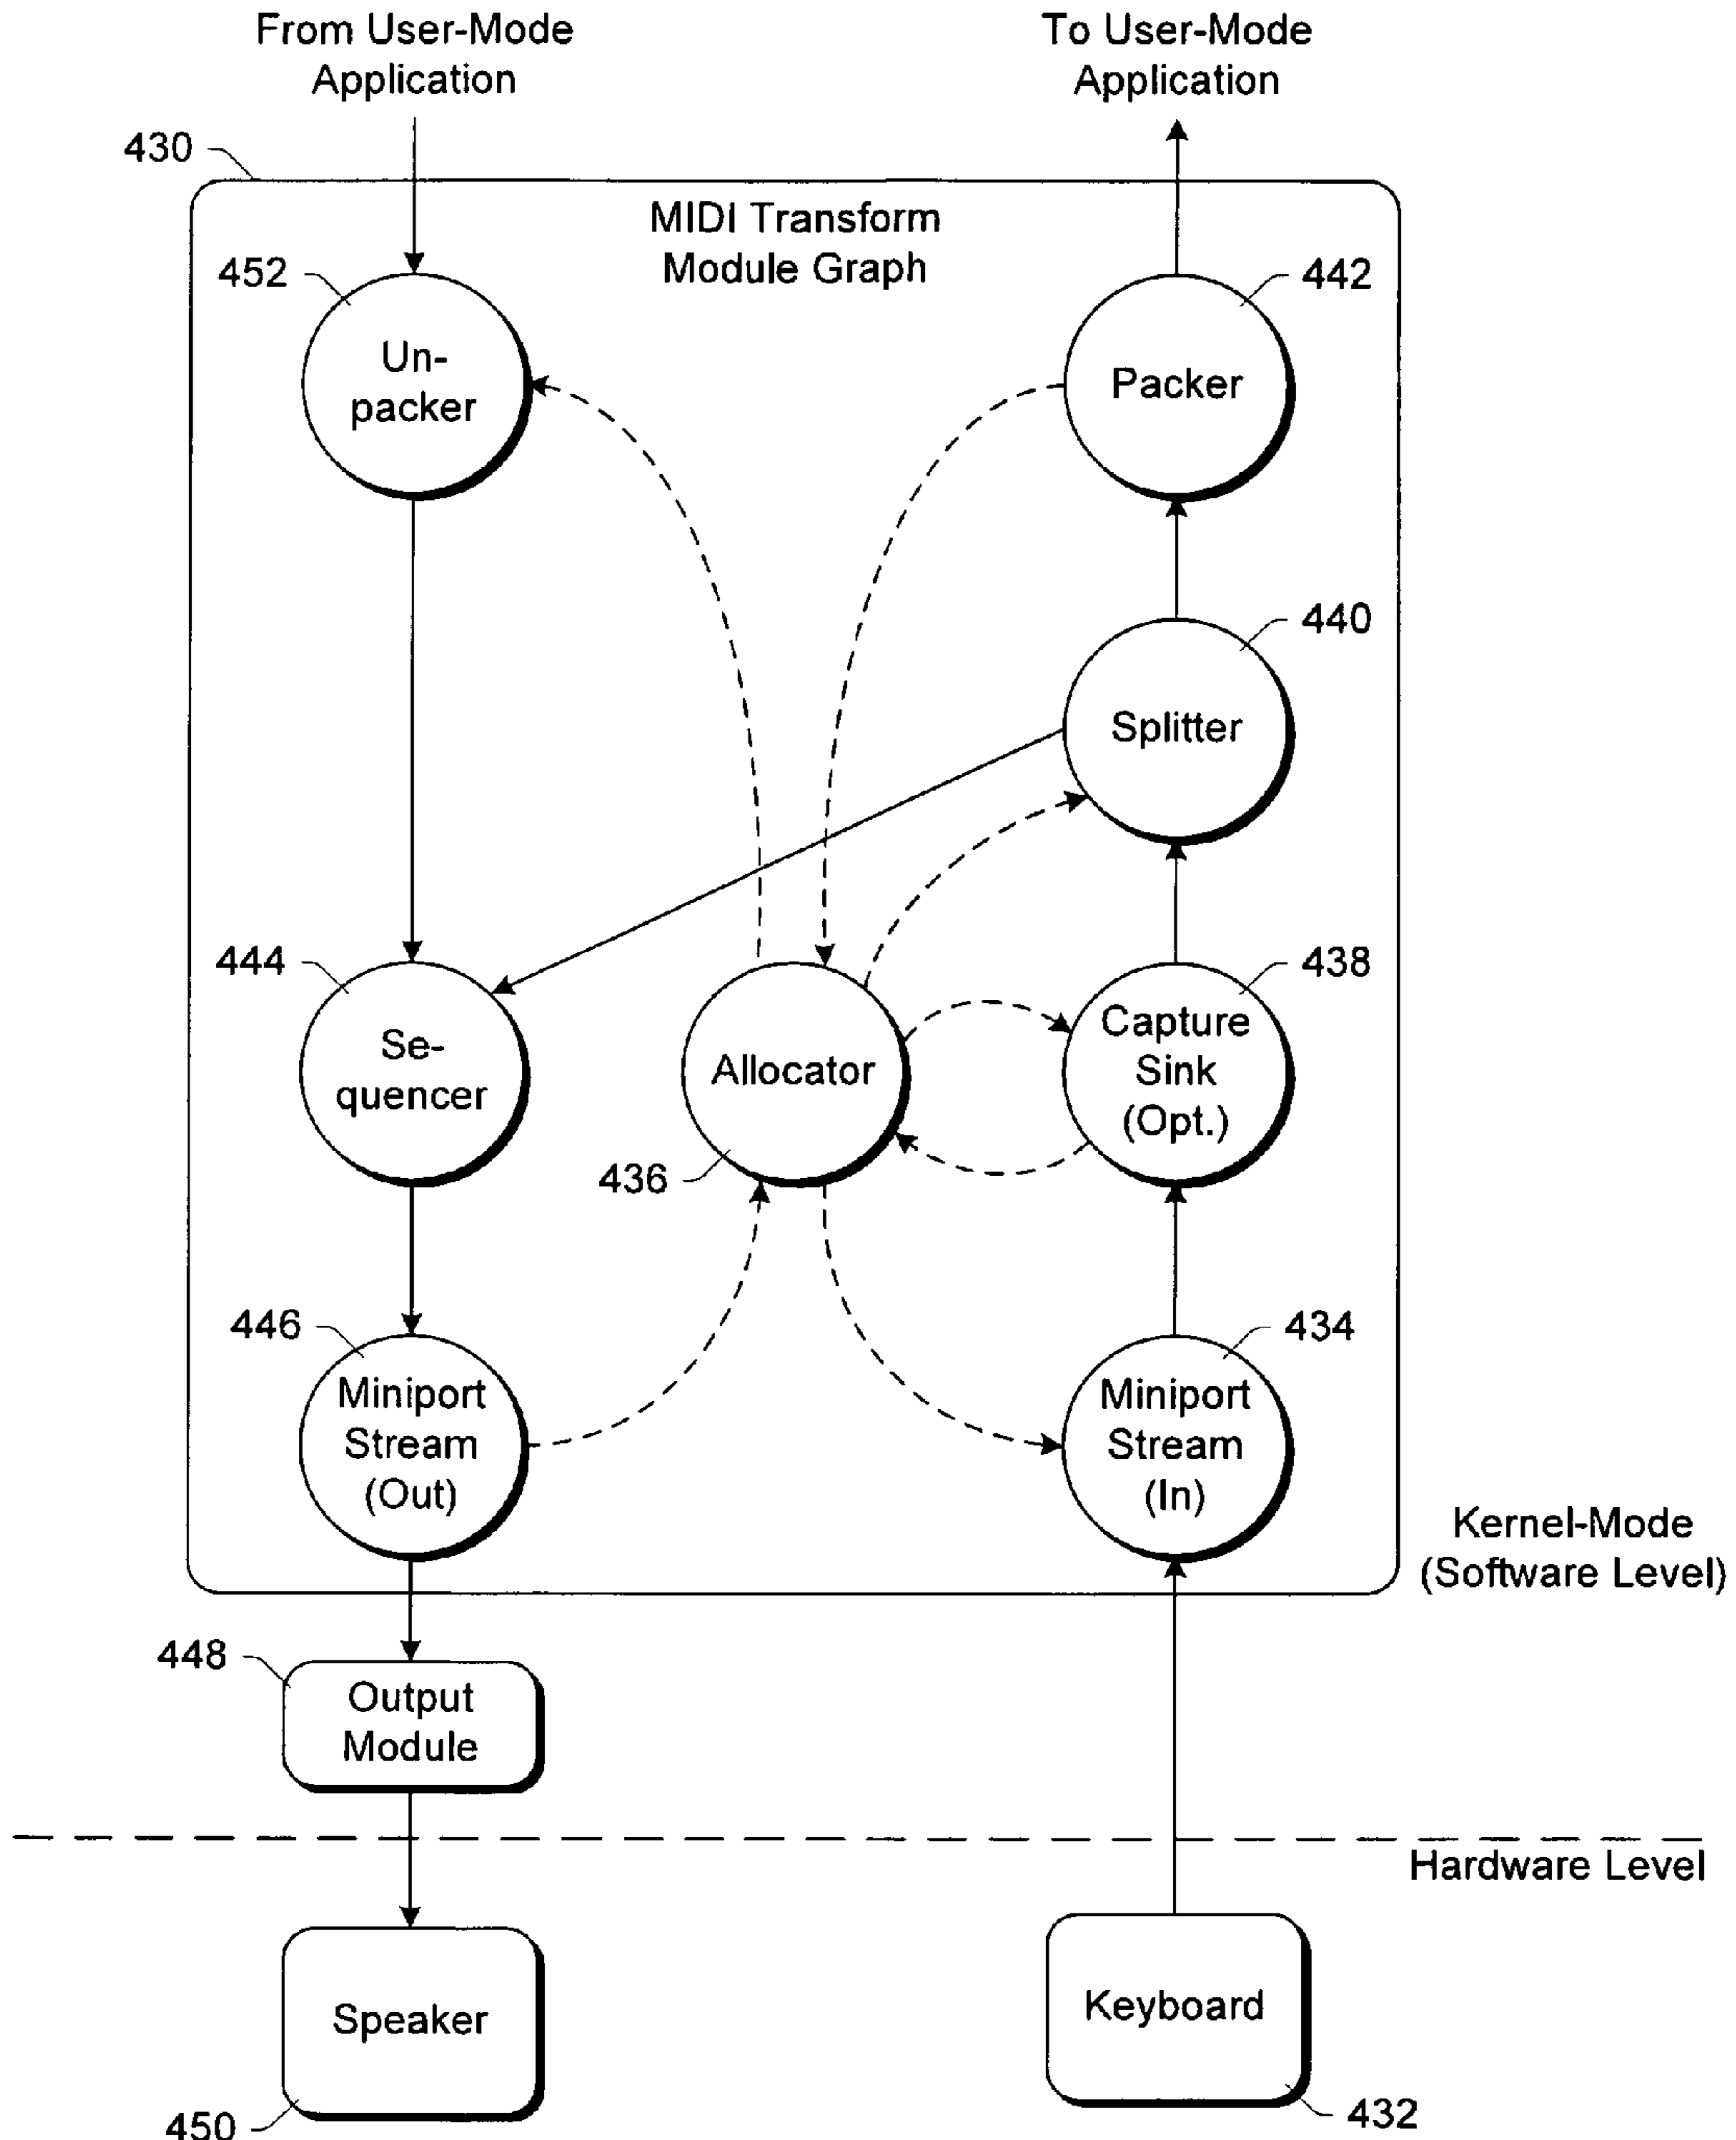 From User-Mode
Application
To User-Mode
Application
430
MIDI Transform
Module Graph
452
Un-
packer
442
Packer
440
Splitter
444
Se-
quencer
436
Allocator
438
Capture
Sink
(Opt.)
446
Miniport
Stream
(Out)
434
Miniport
Stream
(In)
Kernel-Mode
(Software Level)
448
Output
Module
Hardware Level
Speaker
450
Keyboard
432